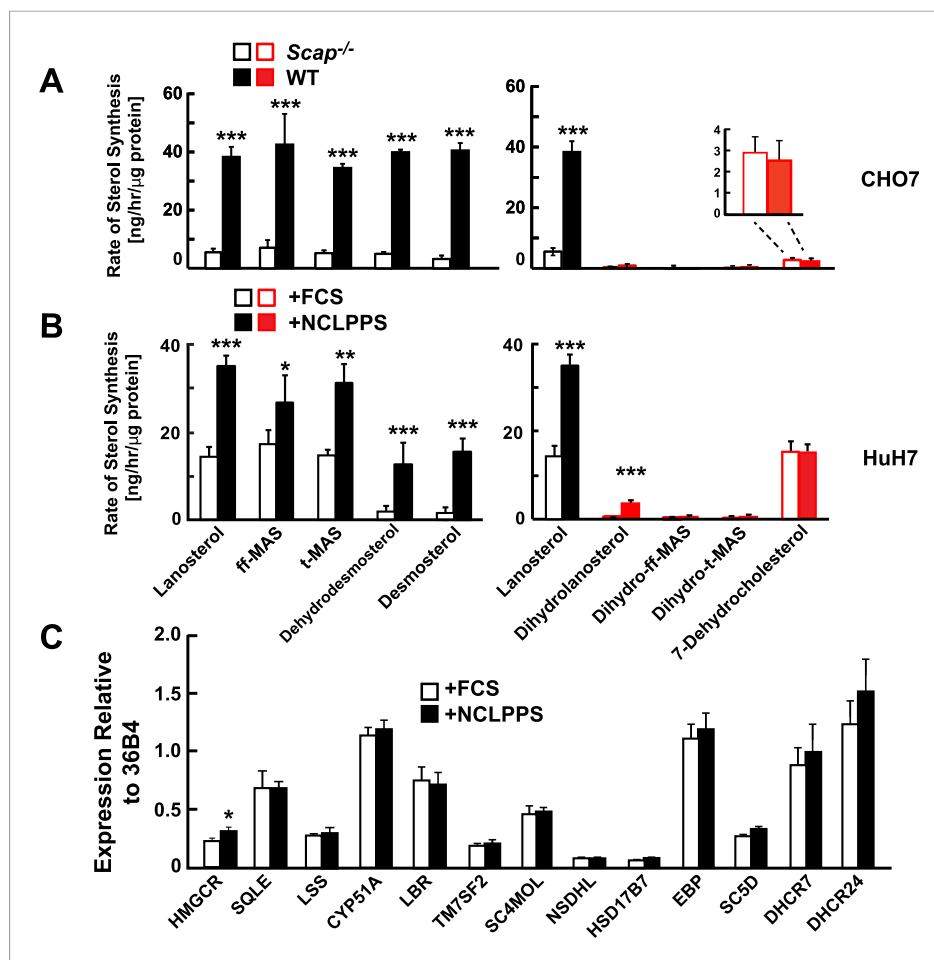 Scap-/-
WT
A
Rate of Sterol Synthesis
[ng/hr/µg protein]
60
40
20
0
***
***
***
***
***
60
40
20
0
***
4
3
2
1
0
CHO7
+FCS
+NCLPPS
B
Rate of Sterol Synthesis
[ng/hr/µg protein]
40
20
0
***
*
**
***
***
40
20
0
***
***
HuH7
Lanosterol
ff-MAS
t-MAS
Dehydrodesmosterol
Desmosterol
Lanosterol
Dihydrolanosterol
Dihydro-ff-MAS
Dihydro-t-MAS
7-Dehydrocholesterol
C
Expression Relative
to 36B4
2.0
1.5
1.0
0.5
0
+FCS
+NCLPPS
*
HMGCR
SQLE
LSS
CYP51A
LBR
TM7SF2
SC4MOL
NSDHL
HSD17B7
EBP
SC5D
DHCR7
DHCR24